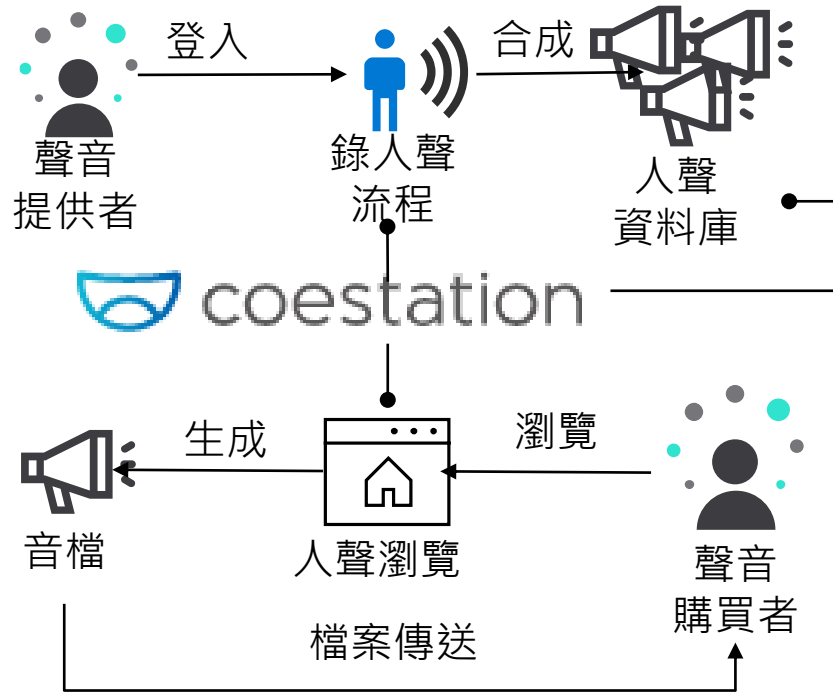 登入
合成
聲音
提供者
錄人聲
流程
人聲
資料庫
coestation
生成
瀏覽
音檔
人聲瀏覽
聲音
購買者
檔案傳送